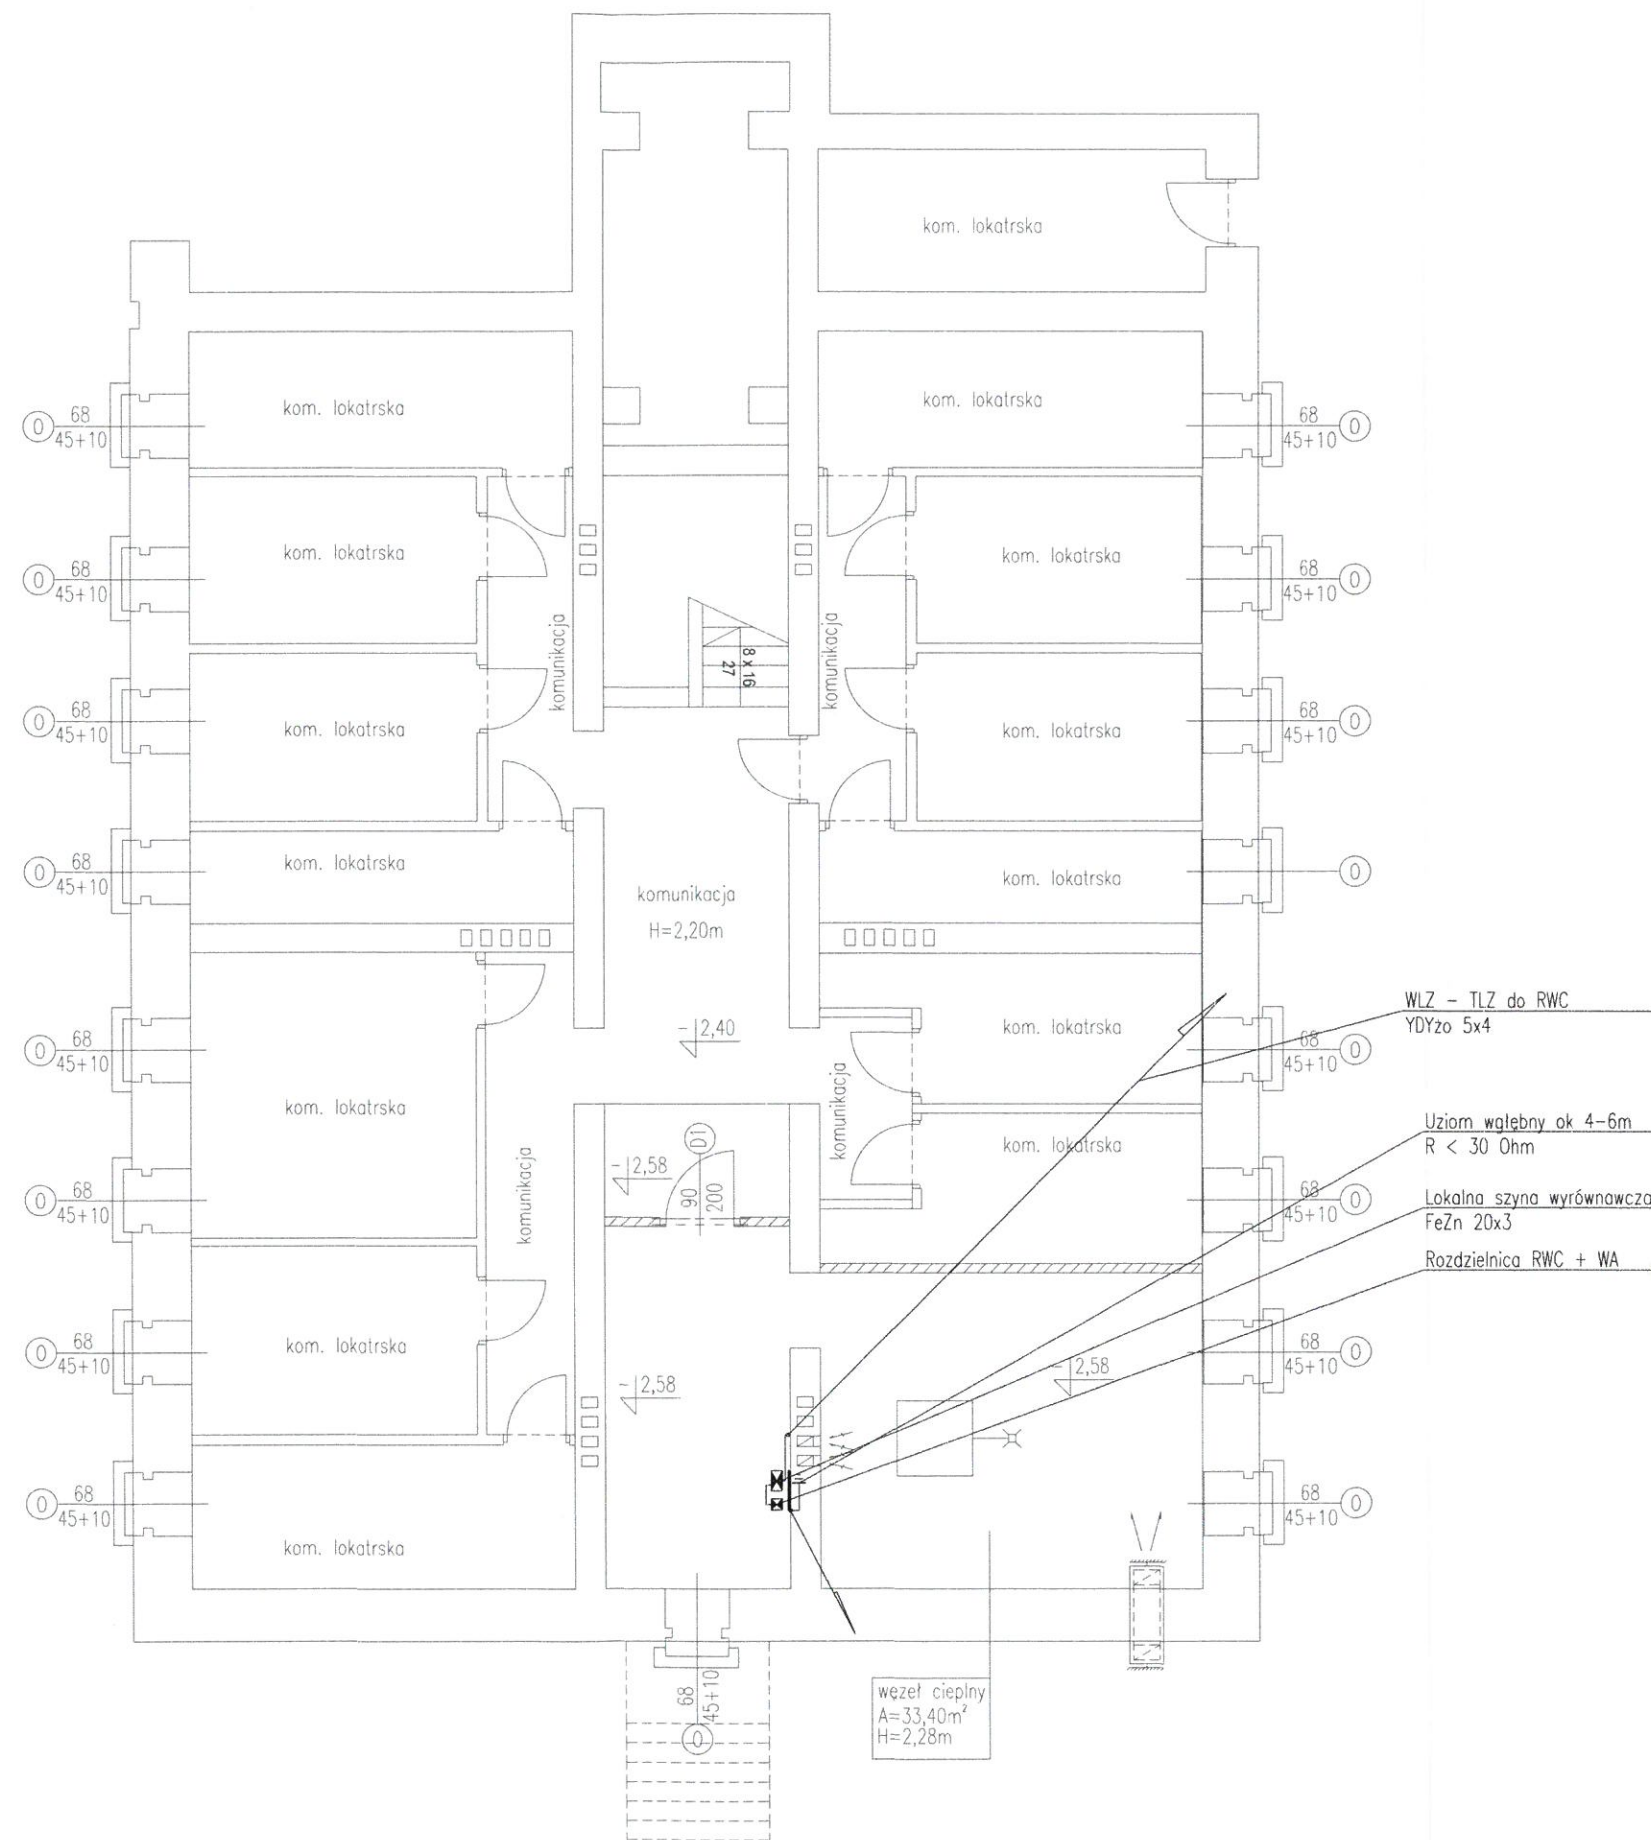 kom. lokatrska
kom. lokatrska
kom. lokatrska
O 68
45+10
68 O
45+10
kom. lokatrska
kom. lokatrska
O 68
45+10
68 O
45+10
komunikacja
8 x 16
27
komunikacja
kom. lokatrska
kom. lokatrska
O 68
45+10
68 O
45+10
kom. lokatrska
kom. lokatrska
O 68
45+10
O
komunikacja
H=2,20m
WLZ - TLZ do RWC
YDYżo 5x4
- 2,40
kom. lokatrska
O 68
45+10
68 O
45+10
kom. lokatrska
komunikacja
Uziom wgłębny ok 4-6m
R < 30 Ohm
D1
kom. lokatrska
- 2,58
90
200
komunikacja
O 68
45+10
68 O
45+10
Lokalna szyna wyrównawcza
FeZn 20x3
Rozdzielnica RWC + WA
kom. lokatrska
O 68
45+10
68 O
45+10
- 2,58
- 2,58
O 68
45+10
68 O
45+10
kom. lokatrska
68
45+10
O
węzeł cieplny
A=33,40m²
H=2,28m